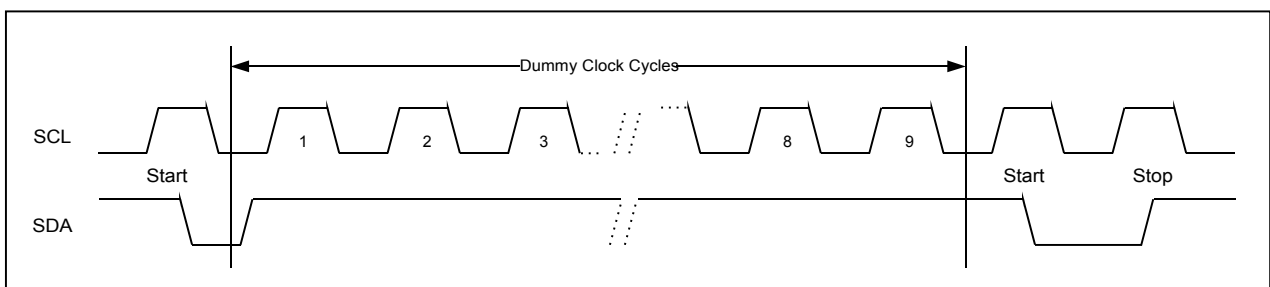 Dummy Clock Cycles
SCL
1 2 3 8 9
Start Start Stop
SDA